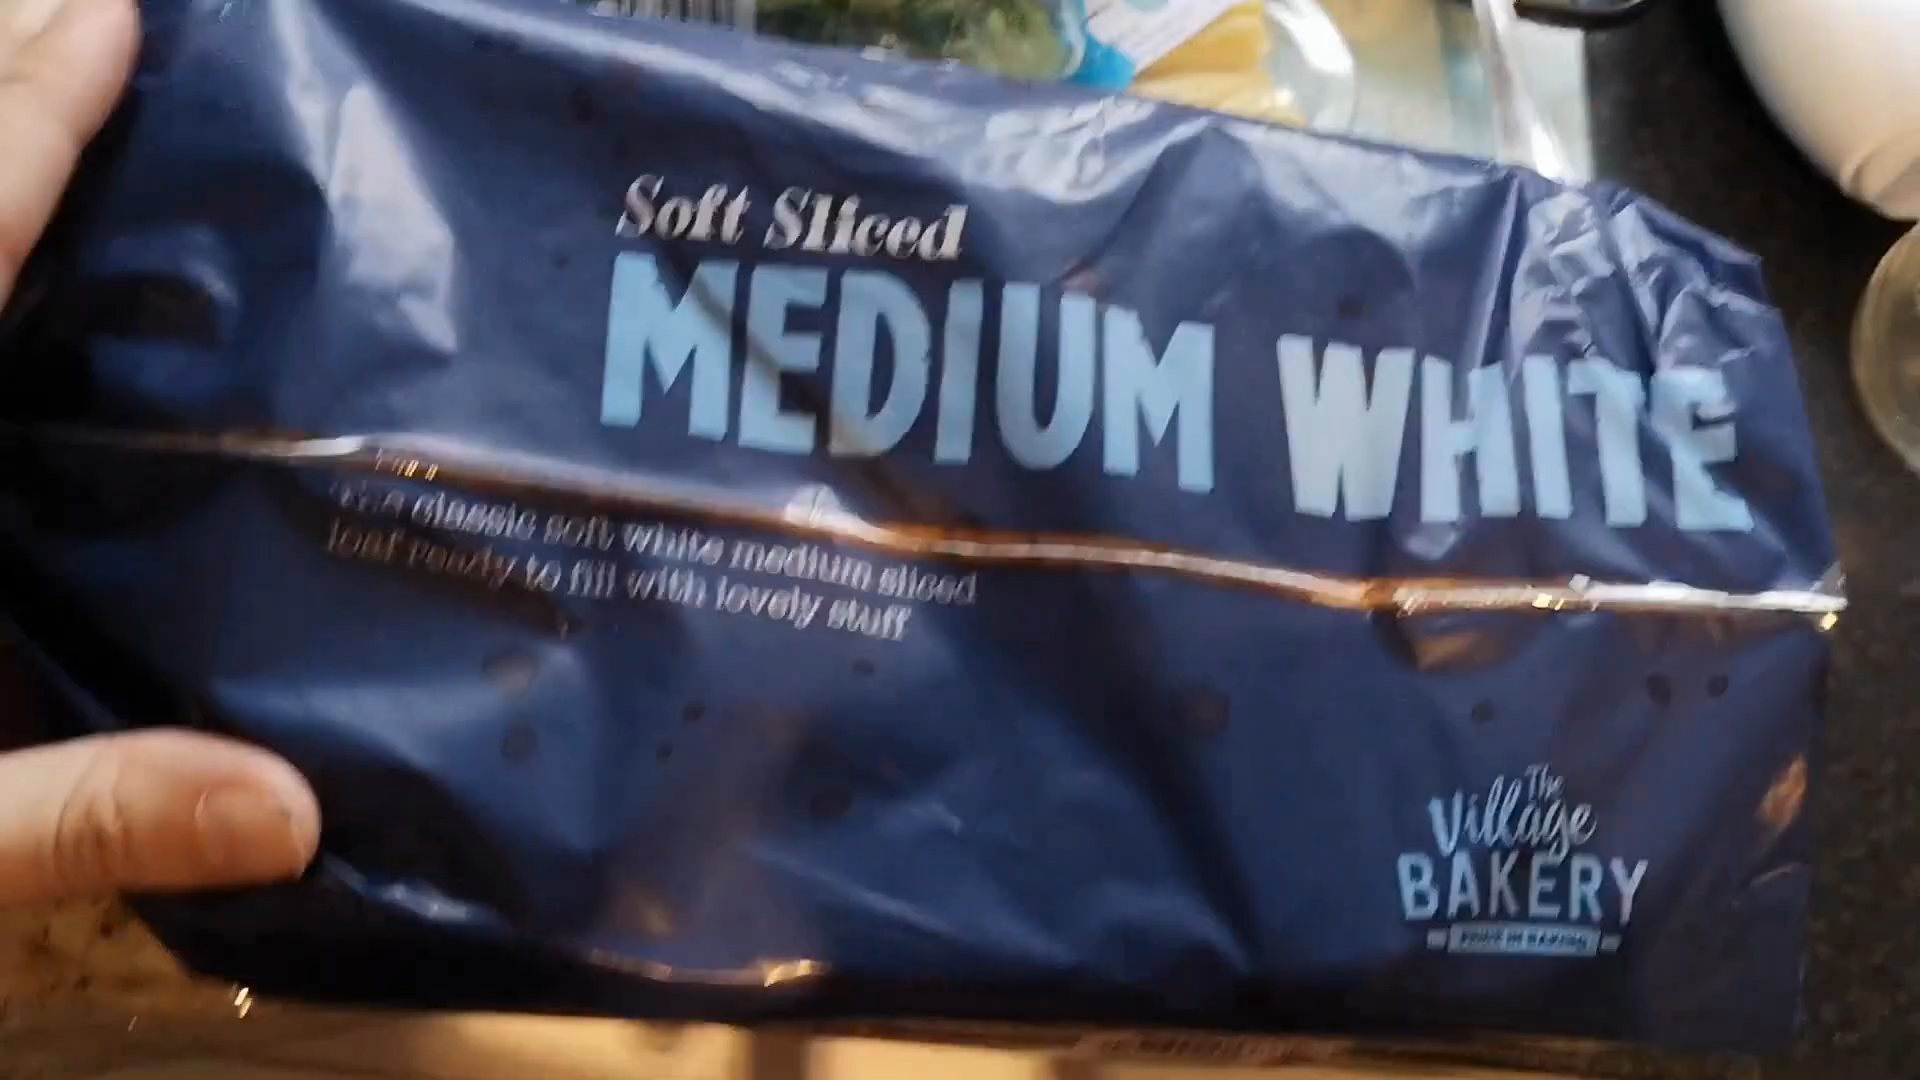 Soft Sliced
MEDIUM WHITE
The classic soft white medium sliced
loaf ready to fill with lovely stuff
The
Village
BAKERY